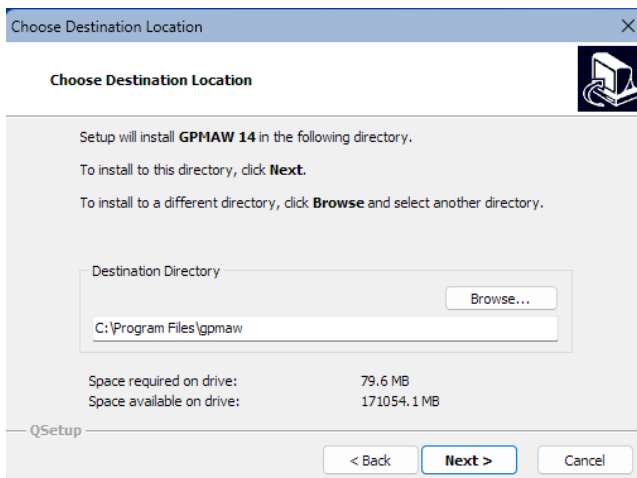 Choose Destination Location
Choose Destination Location
Setup will install GPMAW 14 in the following directory.
To install to this directory, click Next.
To install to a different directory, click Browse and select another directory.
Destination Directory
Browse...
C:\Program Files\gpmaw
Space required on drive: 79.6 MB
Space available on drive: 171054.1 MB
QSetup
< Back Next > Cancel